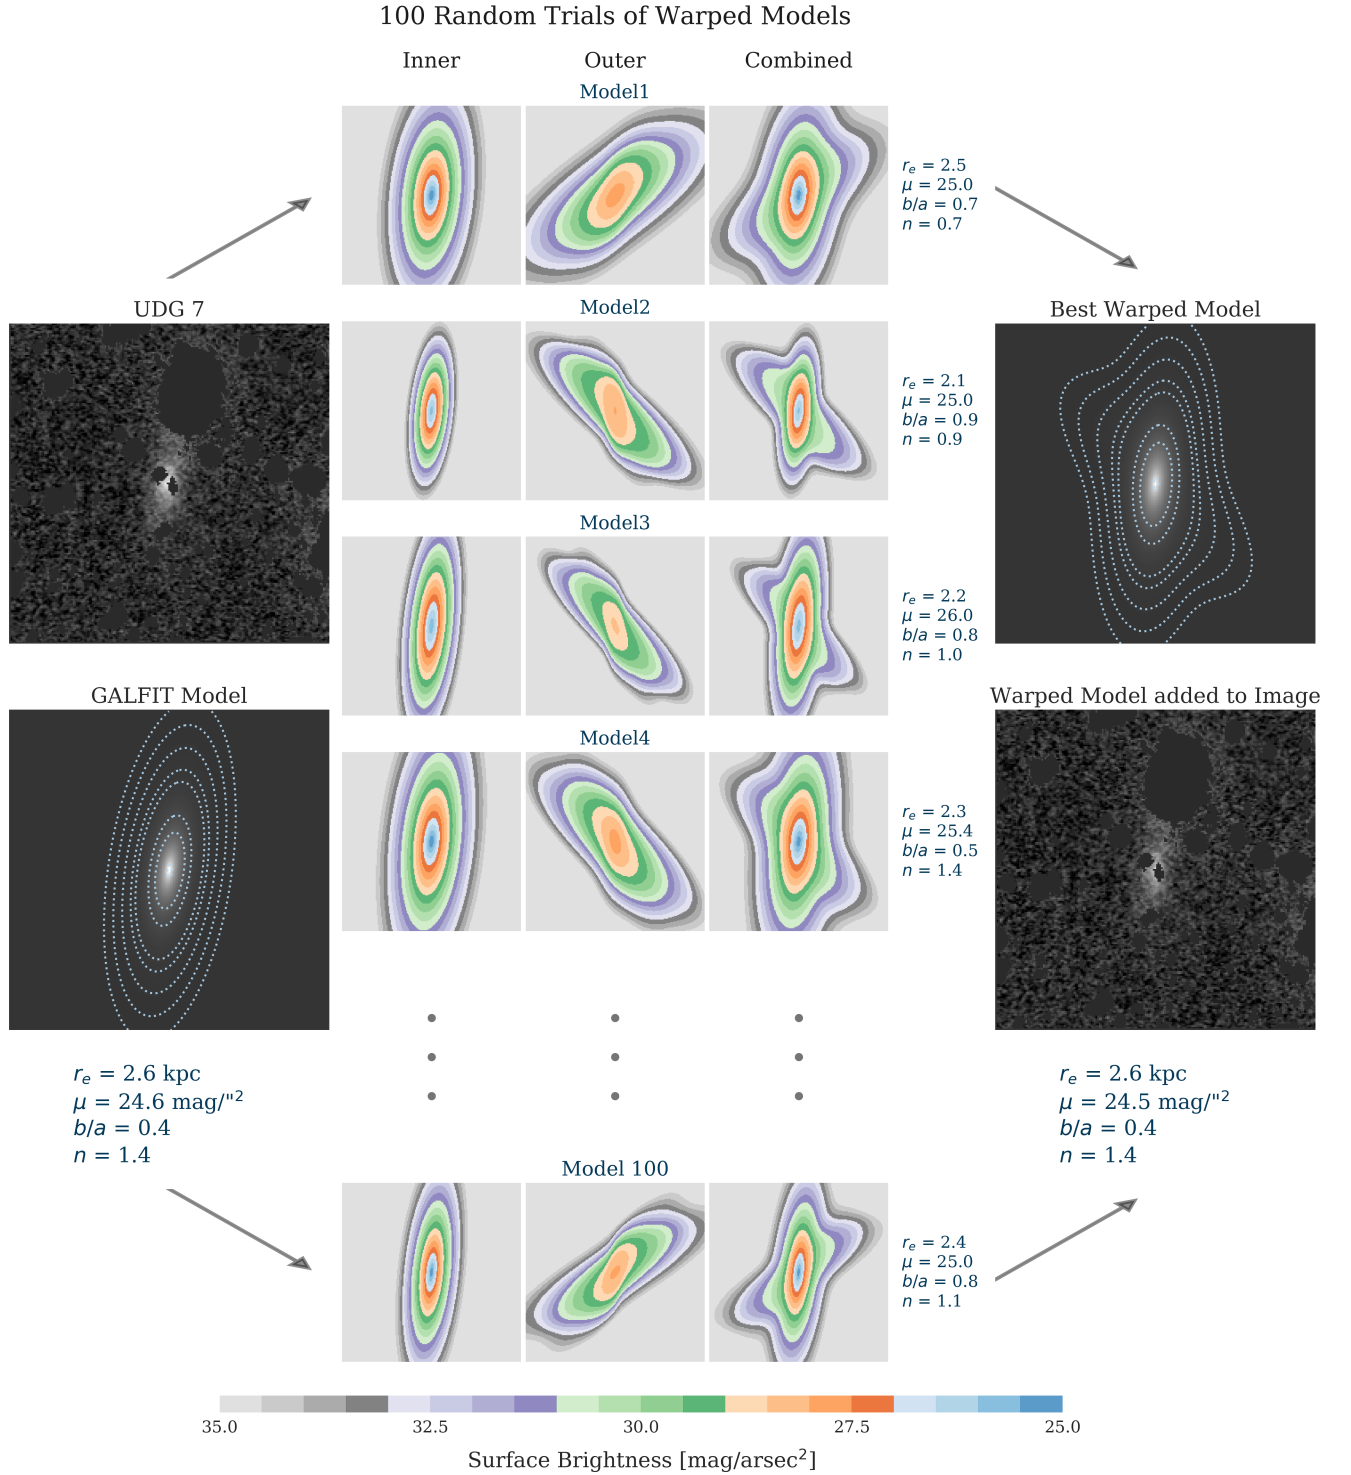 100 Random Trials of Warped Models
Inner Outer Combined
Model1
r_e = 2.5
μ = 25.0
b/a = 0.7
n = 0.7
UDG 7
Model2
Best Warped Model
r_e = 2.1
μ = 25.0
b/a = 0.9
n = 0.9
Model3
r_e = 2.2
μ = 26.0
b/a = 0.8
n = 1.0
GALFIT Model
Warped Model added to Image
Model4
r_e = 2.3
μ = 25.4
b/a = 0.5
n = 1.4
r_e = 2.6 kpc
μ = 24.6 mag/"²
b/a = 0.4
n = 1.4
r_e = 2.6 kpc
μ = 24.5 mag/"²
b/a = 0.4
n = 1.4
Model 100
r_e = 2.4
μ = 25.0
b/a = 0.8
n = 1.1
35.0 32.5 30.0 27.5 25.0
Surface Brightness [mag/arsec²]